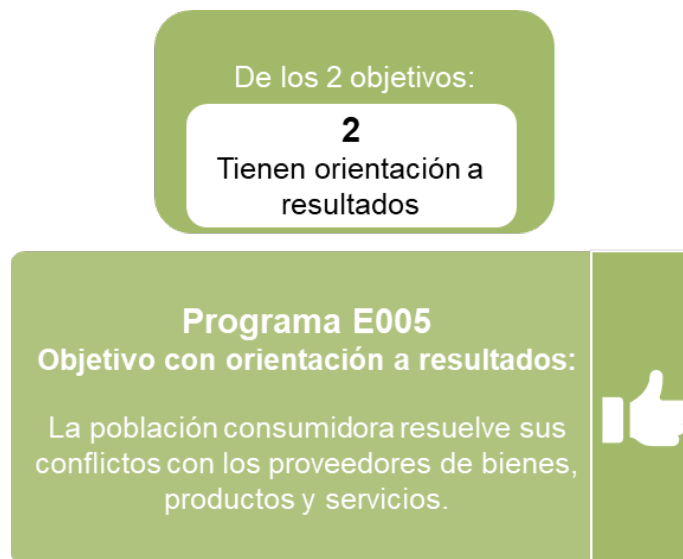 De los 2 objetivos:
2
Tienen orientación a
resultados
Programa E005
Objetivo con orientación a resultados:
La población consumidora resuelve sus
conflictos con los proveedores de bienes,
productos y servicios.